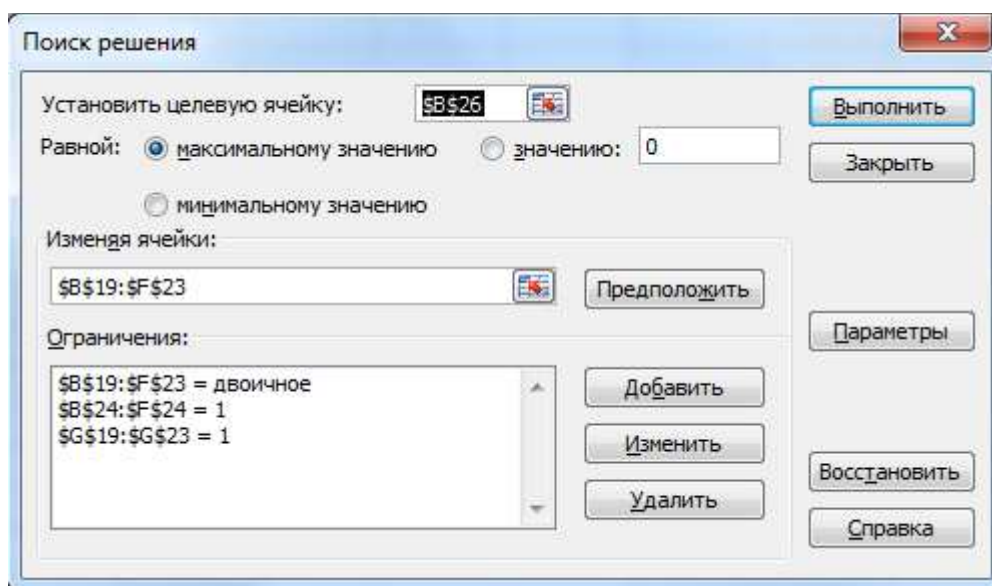 Поиск решения
Установить целевую ячейку: $B$26
Выполнить
Равной: максимальному значению значению: 0
Закрыть
минимальному значению
Изменяя ячейки:
$B$19:$F$23 Предположить
Ограничения:
Параметры
$B$19:$F$23 = двоичное
$B$24:$F$24 = 1
$G$19:$G$23 = 1
Добавить
Изменить
Удалить
Восстановить
Справка